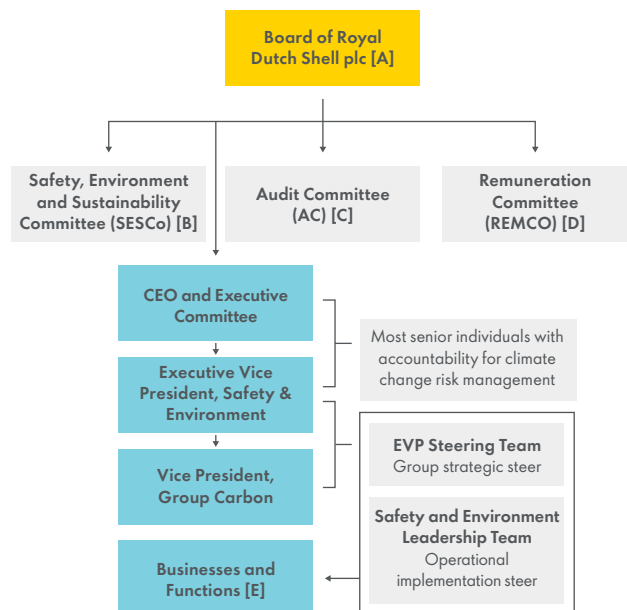 Board of Royal
Dutch Shell plc [A]
Safety, Environment
and Sustainability
Committee (SESCo) [B]
Audit Committee
(AC) [C]
Remuneration
Committee
(REMCO) [D]
CEO and Executive
Committee
Most senior individuals with
accountability for climate
change risk management
Executive Vice
President, Safety &
Environment
EVP Steering Team
Group strategic steer
Vice President,
Group Carbon
Safety and Environment
Leadership Team
Operational
implementation steer
Businesses and
Functions [E]